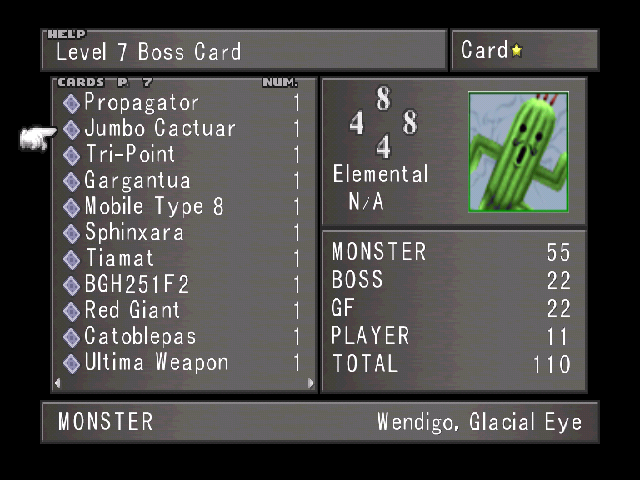 HELP
Level 7 Boss Card
Card★
CARDS P. 7 NUM.
Propagator 1
Jumbo Cactuar 1
Tri-Point 1
Gargantua 1
Mobile Type 8 1
Sphinxara 1
Tiamat 1
BGH251F2 1
Red Giant 1
Catoblepas 1
Ultima Weapon 1
8
4 8
4
Elemental
N/A
MONSTER 55
BOSS 22
GF 22
PLAYER 11
TOTAL 110
MONSTER Wendigo, Glacial Eye